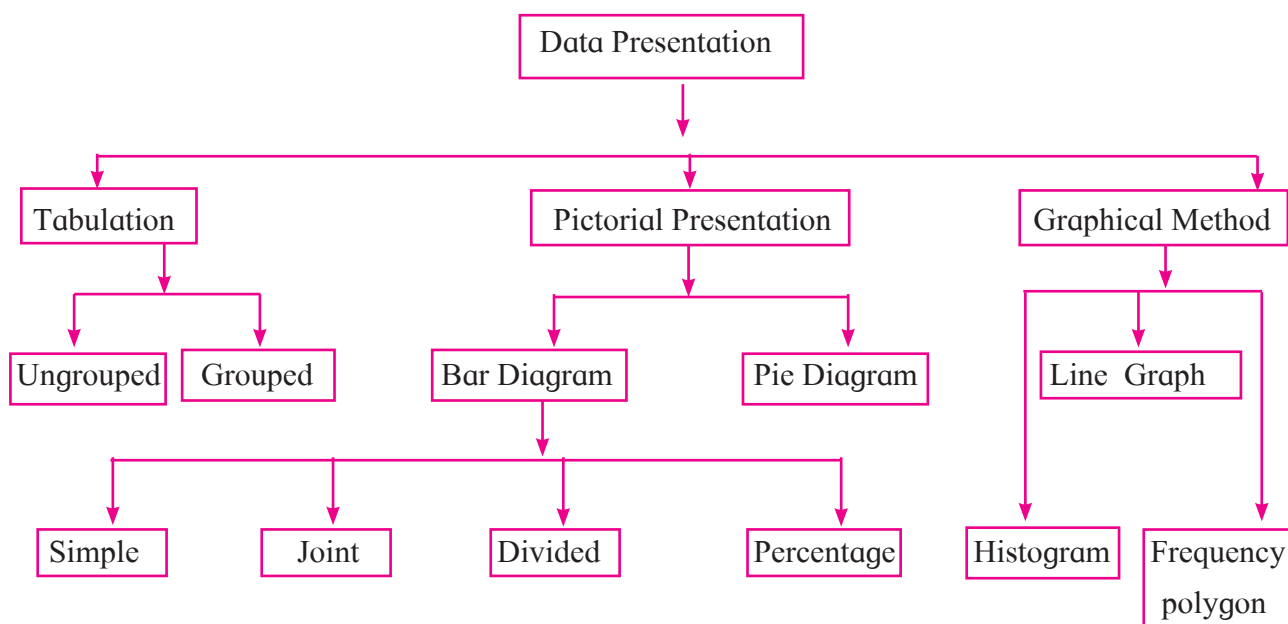 Data Presentation
Tabulation
Pictorial Presentation
Graphical Method
Ungrouped
Grouped
Bar Diagram
Pie Diagram
Line Graph
Simple
Joint
Divided
Percentage
Histogram
Frequency
polygon